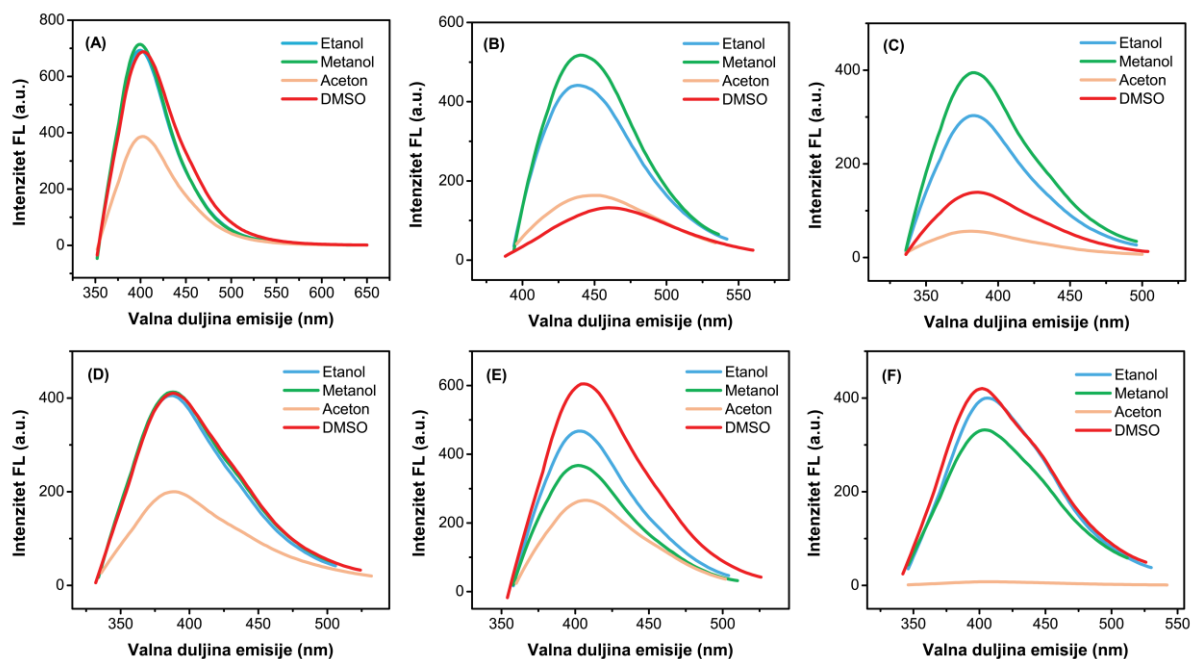 (A)
Etanol
Metanol
Aceton
DMSO
Intenzitet FL (a.u.)
800
600
400
200
0
350 400 450 500 550 600 650
Valna duljina emisije (nm)
(B)
Etanol
Metanol
Aceton
DMSO
Intenzitet FL (a.u.)
600
400
200
0
400 450 500 550
Valna duljina emisije (nm)
(C)
Etanol
Metanol
Aceton
DMSO
Intenzitet FL (a.u.)
400
200
0
350 400 450 500
Valna duljina emisije (nm)
(D)
Etanol
Metanol
Aceton
DMSO
Intenzitet FL (a.u.)
400
200
0
350 400 450 500
Valna duljina emisije (nm)
(E)
Etanol
Metanol
Aceton
DMSO
Intenzitet FL (a.u.)
600
400
200
0
350 400 450 500
Valna duljina emisije (nm)
(F)
Etanol
Metanol
Aceton
DMSO
Intenzitet FL (a.u.)
400
200
0
350 400 450 500 550
Valna duljina emisije (nm)